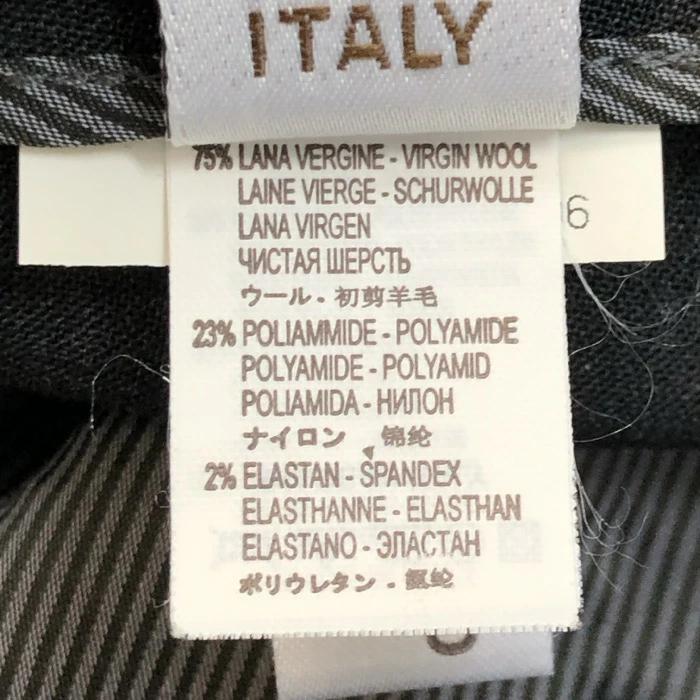 ITALY
75% LANA VERGINE - VIRGIN WOOL
LAINE VIERGE - SCHURWOLLE
LANA VIRGEN
ЧИСТАЯ ШЕРСТЬ
ウール - 初剪羊毛
6
23% POLIAMMIDE - POLYAMIDE
POLYAMIDE - POLYAMID
POLIAMIDA - НИЛОН
ナイロン 锦纶
2% ELASTAN - SPANDEX
ELASTHANNE - ELASTHAN
ELASTANO - ЭЛАСТАН
ポリウレタン - 氨纶